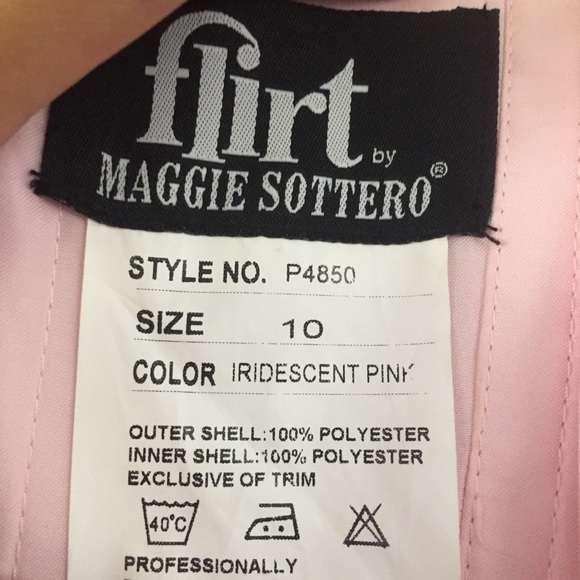 flirt
by
MAGGIE SOTTERO®
STYLE NO. P4850
SIZE 10
COLOR IRIDESCENT PINK
OUTER SHELL:100% POLYESTER
INNER SHELL:100% POLYESTER
EXCLUSIVE OF TRIM
40°C
PROFESSIONALLY